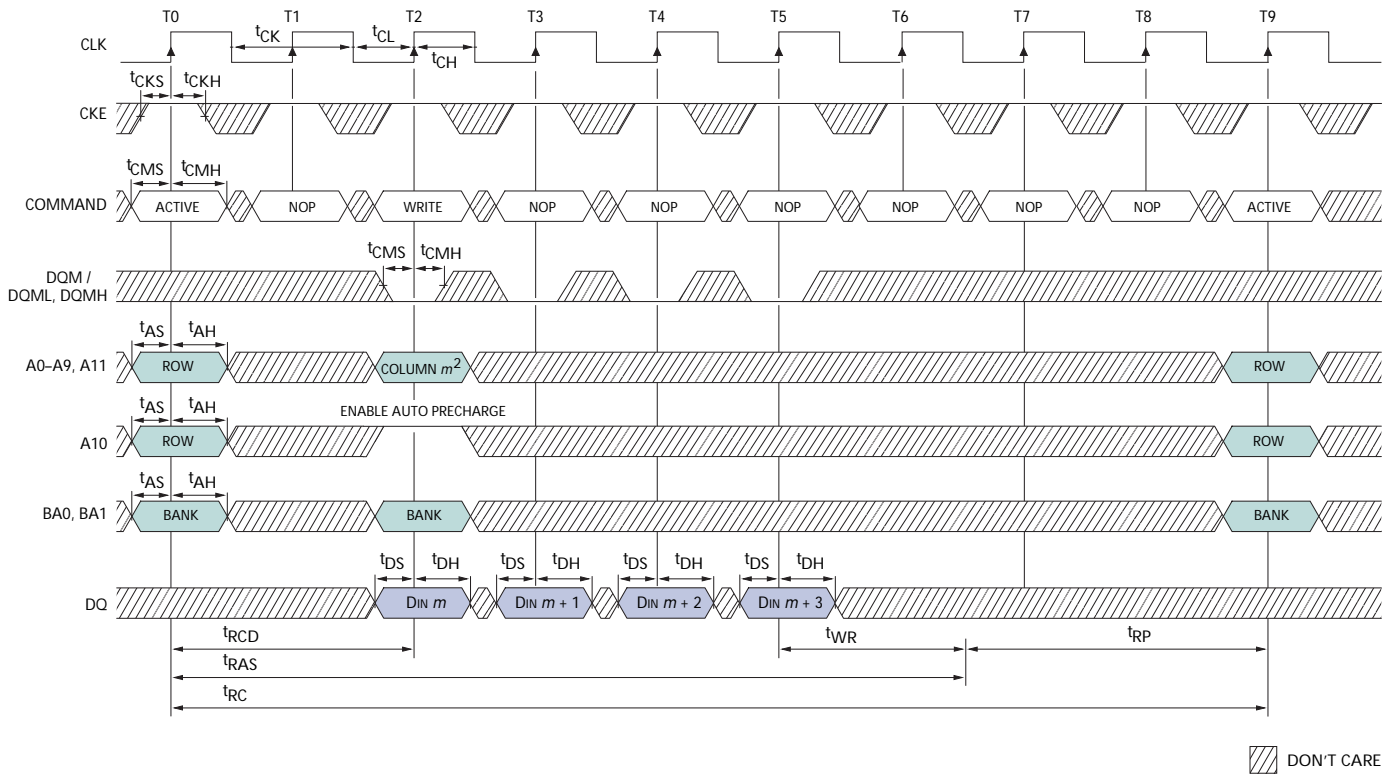 T0 T1 T2 T3 T4 T5 T6 T7 T8 T9
CLK
tCK tCL
tCH
tCKS tCKH
CKE
tCMS tCMH
COMMAND ACTIVE NOP WRITE NOP NOP NOP NOP NOP NOP ACTIVE
tCMS tCMH
DQM /
DQML, DQMH
tAS tAH
A0–A9, A11 ROW COLUMN m2 ROW
tAS tAH ENABLE AUTO PRECHARGE
A10 ROW ROW
tAS tAH
BA0, BA1 BANK BANK BANK
tDS tDH tDS tDH tDS tDH tDS tDH
DQ DIN m DIN m + 1 DIN m + 2 DIN m + 3
tRCD tWR tRP
tRAS
tRC
DON'T CARE